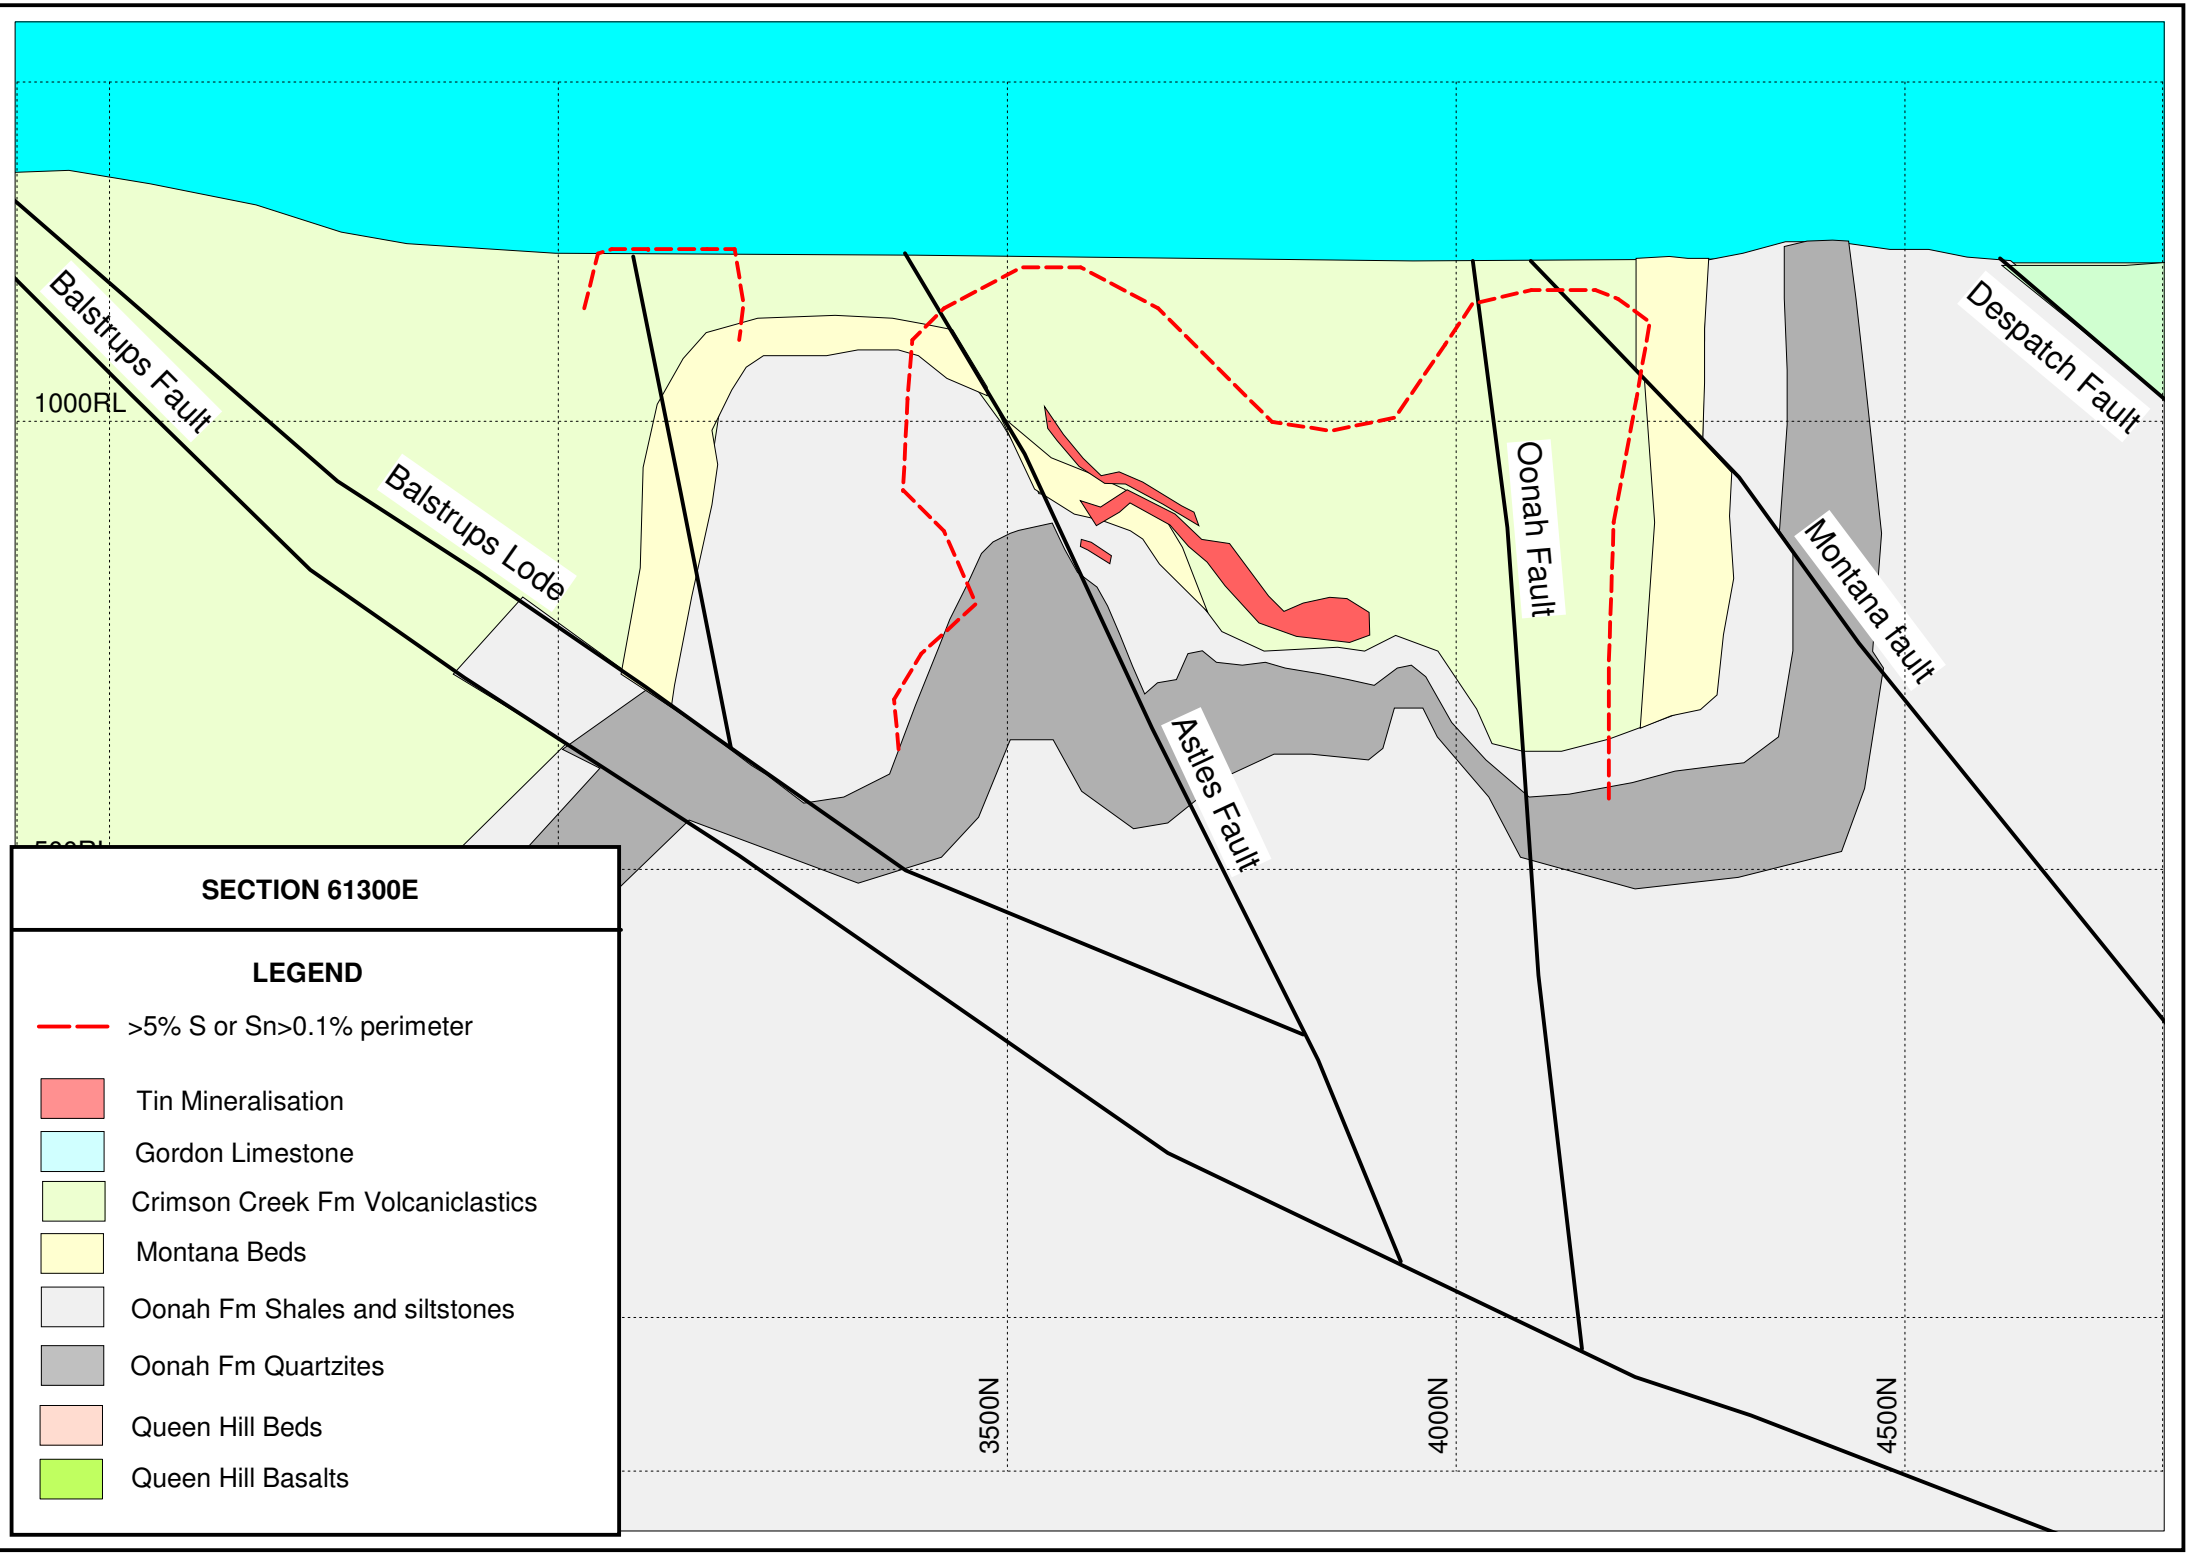 Balstrups Fault
1000RL
Balstrups Lode
Oonah Fault
Despatch Fault
Montana fault
Astles Fault
SECTION 61300E
LEGEND
>5% S or Sn>0.1% perimeter
Tin Mineralisation
Gordon Limestone
Crimson Creek Fm Volcaniclastics
Montana Beds
Oonah Fm Shales and siltstones
Oonah Fm Quartzites
Queen Hill Beds
Queen Hill Basalts
3500N
4000N
4500N